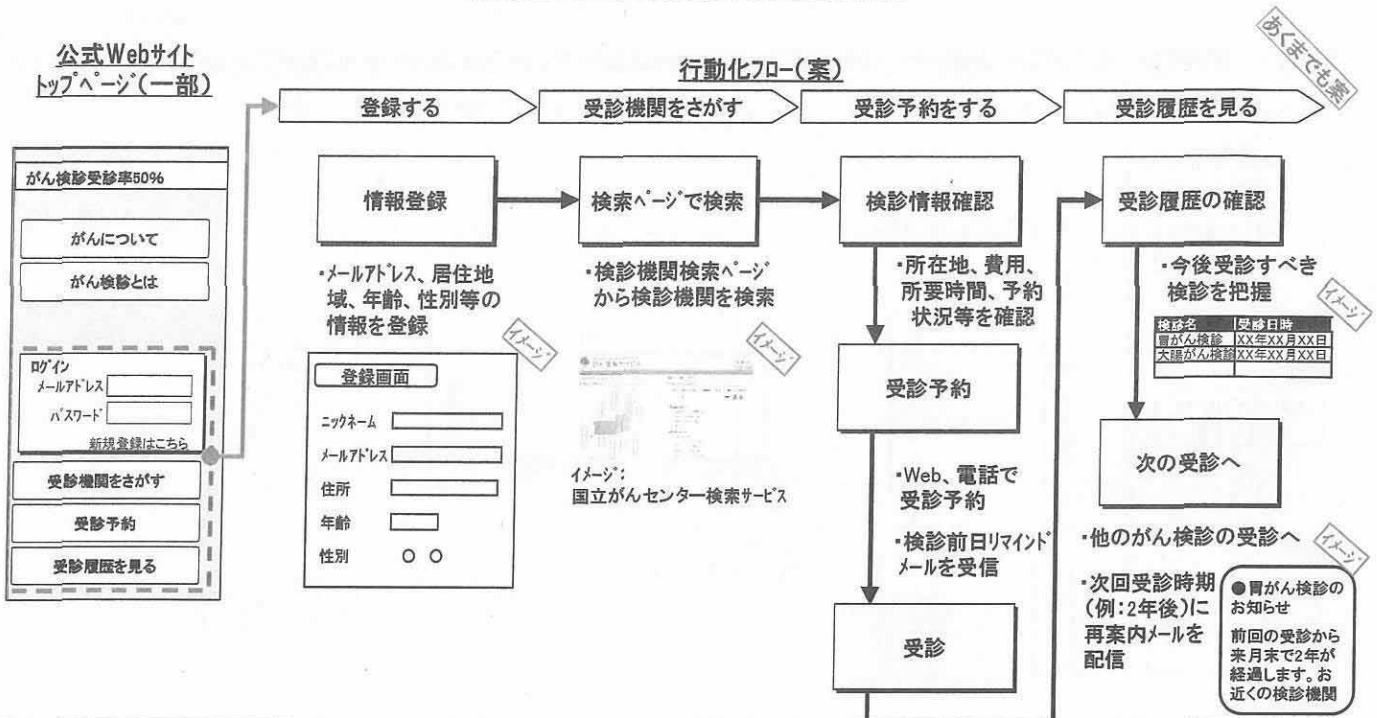 あくまでも案
公式Webサイト
トップページ(一部)
行動化フロー(案)
登録する
受診機関をさがす
受診予約をする
受診履歴を見る
がん検診受診率50%
がんについて
がん検診とは
ログイン
メールアドレス
パスワード
新規登録はこちら
受診機関をさがす
受診予約
受診履歴を見る
情報登録
・メールアドレス、居住地
域、年齢、性別等の
情報を登録
イメージ
登録画面
ニックネーム
メールアドレス
住所
年齢
性別
検索ページで検索
・検診機関検索ページ
から検診機関を検索
イメージ
イメージ:
国立がんセンター検索サービス
検診情報確認
・所在地、費用、
所要時間、予約
状況等を確認
受診予約
・Web、電話で
受診予約
・検診前日リマインド
メールを受信
受診
受診履歴の確認
・今後受診すべき
検診を把握
イメージ
検診名 受診日時
胃がん検診 XX年XX月XX日
大腸がん検診 XX年XX月XX日
次の受診へ
・他のがん検診の受診へ
・次回受診時期
(例:2年後)に
再案内メールを
配信
イメージ
●胃がん検診の
お知らせ
前回の受診から
来月末で2年が
経過します。お
近くの検診機関